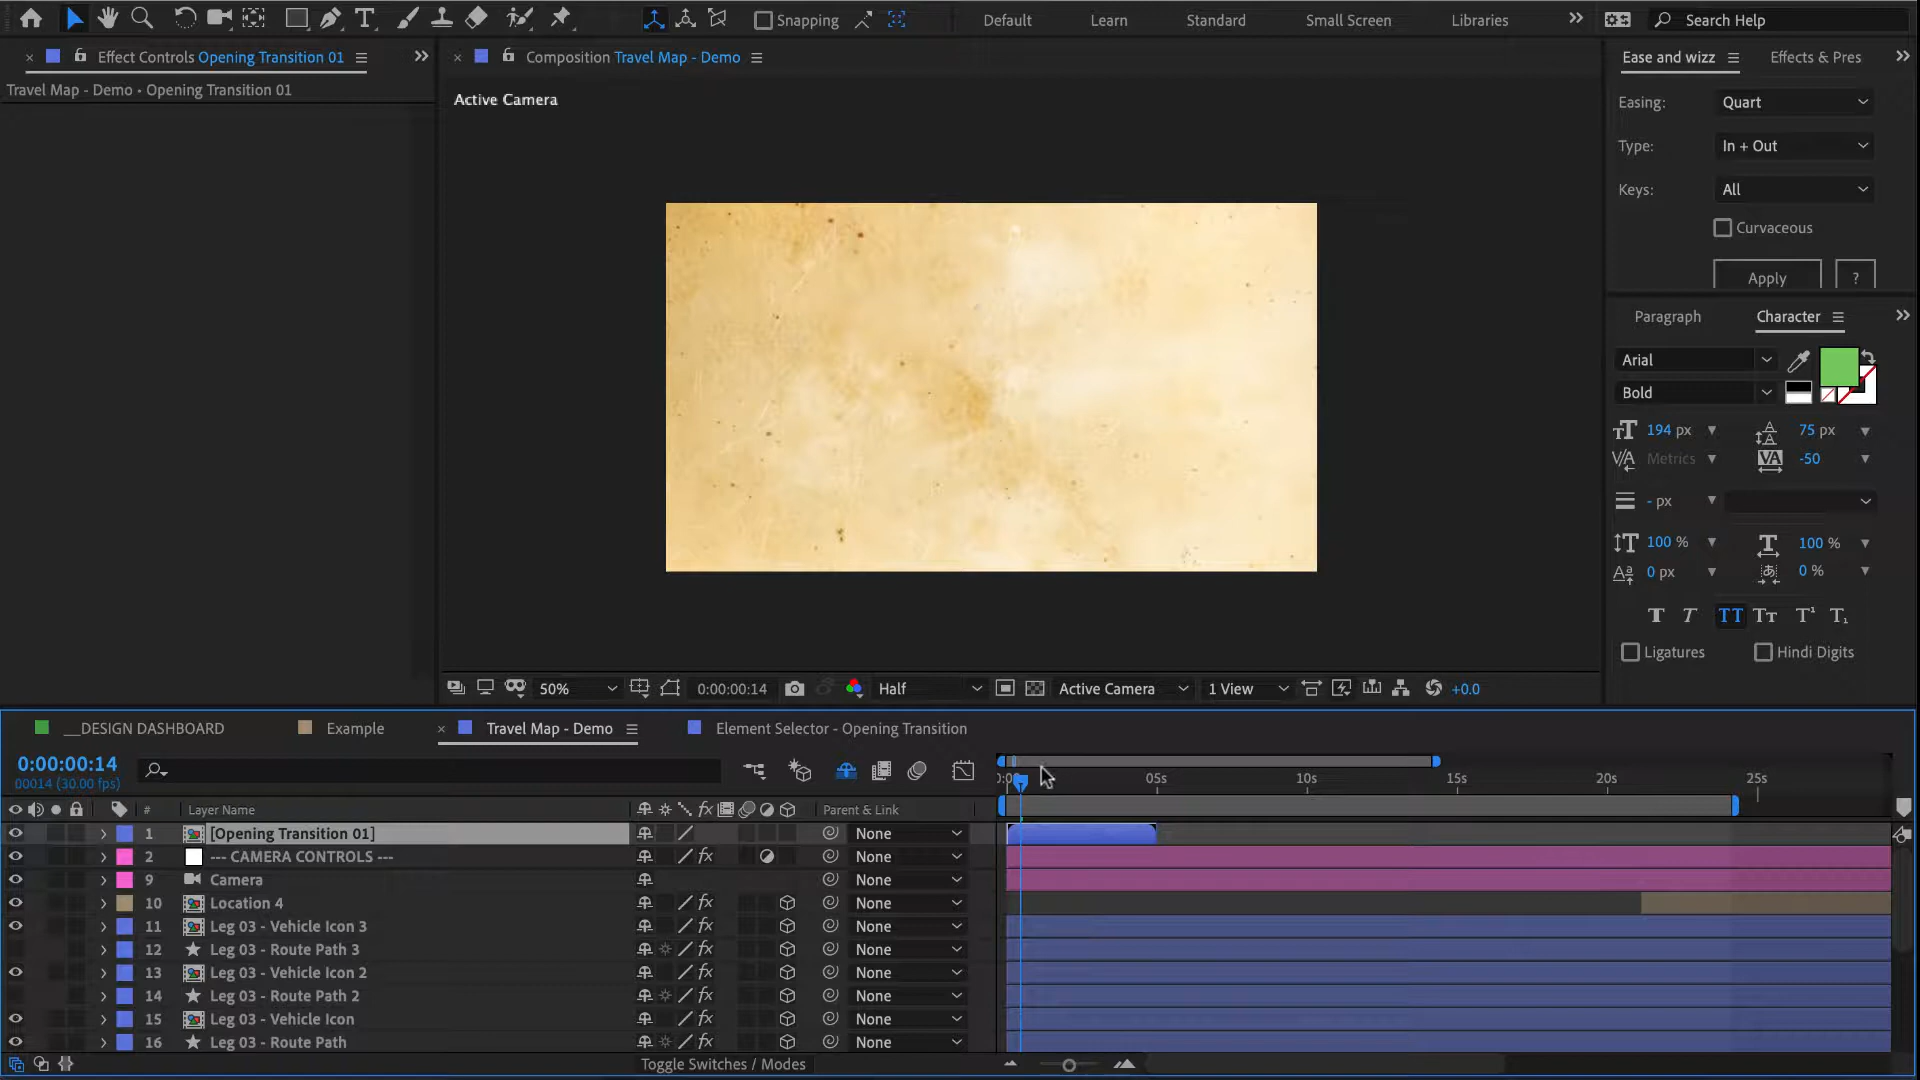 Snapping
Default
Learn
Standard
Small Screen
Libraries
Search Help
Effect Controls Opening Transition 01
Travel Map - Demo • Opening Transition 01
Composition Travel Map - Demo
Active Camera
Ease and wizz
Effects & Pres
Easing:
Quart
Type:
In + Out
Keys:
All
Curvaceous
Apply
?
Paragraph
Character
Arial
Bold
194 px
75 px
Metrics
-50
- px
100 %
100 %
0 px
0 %
Ligatures
Hindi Digits
50%
0:00:00:14
Half
Active Camera
1 View
+0.0
__DESIGN DASHBOARD
Example
Travel Map - Demo
Element Selector - Opening Transition
0:00:00:14
00014 (30.00 fps)
05s
10s
15s
20s
25s
# Layer Name
Parent & Link
1 [Opening Transition 01] None
2 --- CAMERA CONTROLS --- None
9 Camera None
10 Location 4 None
11 Leg 03 - Vehicle Icon 3 None
12 Leg 03 - Route Path 3 None
13 Leg 03 - Vehicle Icon 2 None
14 Leg 03 - Route Path 2 None
15 Leg 03 - Vehicle Icon None
16 Leg 03 - Route Path None
Toggle Switches / Modes